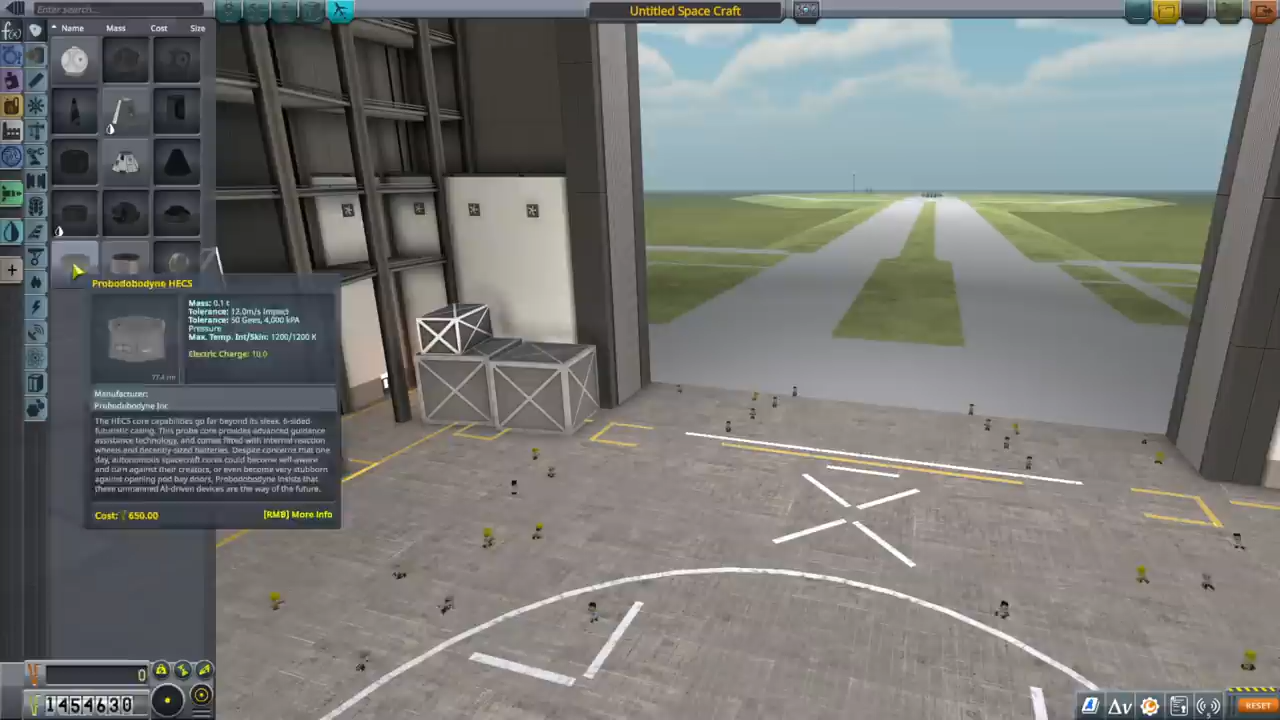 Enter search...
Untitled Space Craft
Name Mass Cost Size
Probodobodyne HECS
Mass: 0.1 t
Tolerance: 12.0m/s Impact
Tolerance: 50 Gees, 4,000 kPA
Pressure
Max. Temp. Int/Skin: 1200/1200 K
Electric Charge: 10.0
Manufacturer:
Probodobodyne Inc
The HECS core capabilities go far beyond its sleek, 6-sided-
futuristic casing. This probe core provides advanced guidance
assistance technology, and comes fitted with internal reaction
wheels and decently-sized batteries. Despite concerns that one
day, autonomous spacecraft cores could become self-aware
and turn against their creators, or even become very stubborn
against opening pod bay doors, Probodobodyne insists that
these unmanned AI-driven devices are the way of the future.
Cost: 650.00 [RMB] More Info
0
1454630
Δv
RESET